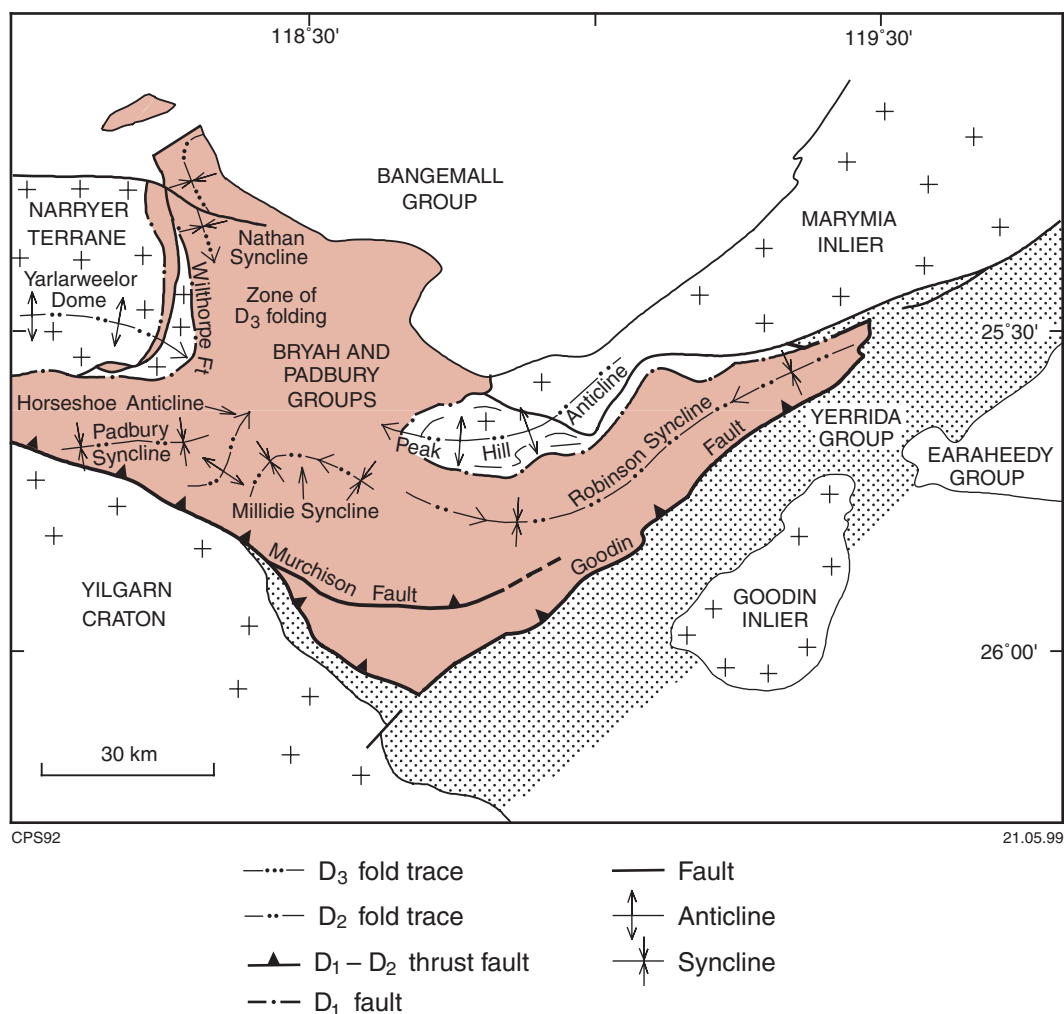 118˚30'
119˚30'
BANGEMALL
GROUP
NARRYER
TERRANE
Yarlarweelor
Dome
Nathan
Syncline
Wilthorpe Ft
Zone of
D3 folding
MARYMIA
INLIER
25˚30'
BRYAH AND
PADBURY
GROUPS
Horseshoe Anticline
Padbury
Syncline
Peak Hill Anticline
Robinson Syncline
YERRIDA
GROUP
EARAHEEDY
GROUP
Millidie Syncline
Murchison Fault
Goodin Fault
YILGARN
CRATON
GOODIN
INLIER
26˚00'
30 km
CPS92
21.05.99
D3 fold trace
Fault
D2 fold trace
Anticline
D1 – D2 thrust fault
Syncline
D1 fault